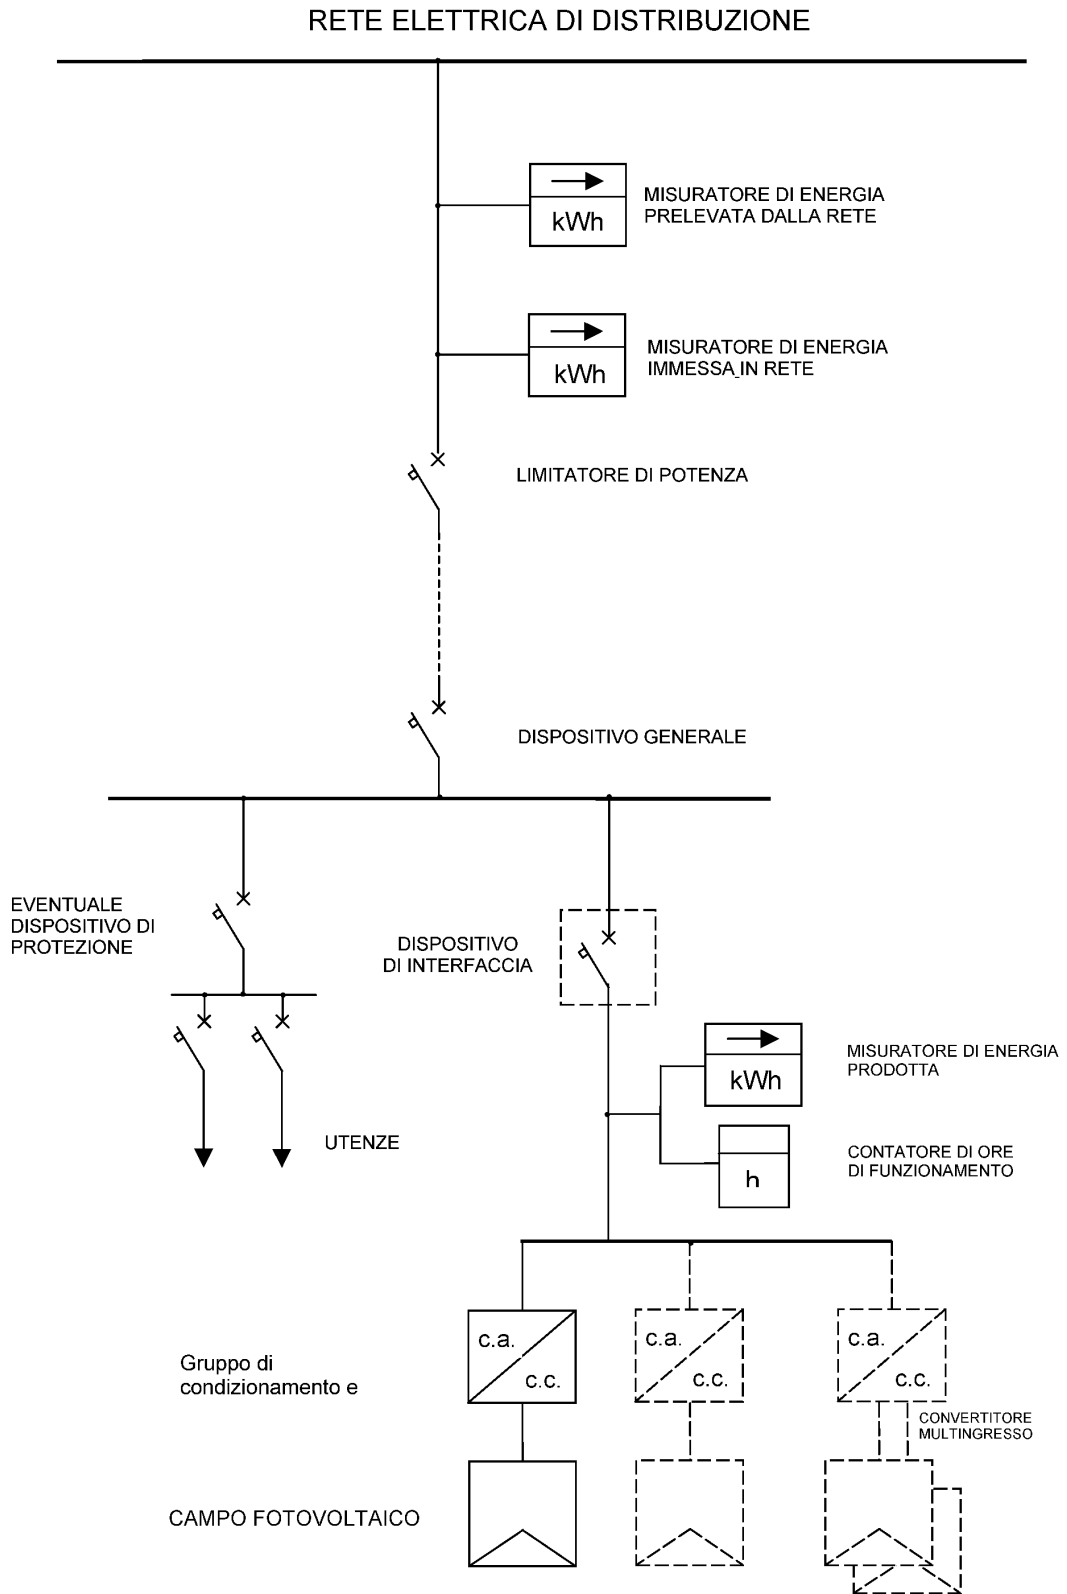 RETE ELETTRICA DI DISTRIBUZIONE
kWh
MISURATORE DI ENERGIA
PRELEVATA DALLA RETE
kWh
MISURATORE DI ENERGIA
IMMESSA IN RETE
LIMITATORE DI POTENZA
DISPOSITIVO GENERALE
EVENTUALE
DISPOSITIVO DI
PROTEZIONE
DISPOSITIVO
DI INTERFACCIA
kWh
MISURATORE DI ENERGIA
PRODOTTA
UTENZE
h
CONTATORE DI ORE
DI FUNZIONAMENTO
Gruppo di
condizionamento e
c.a.
c.c.
c.a.
c.c.
c.a.
c.c.
CONVERTITORE
MULTINGRESSO
CAMPO FOTOVOLTAICO